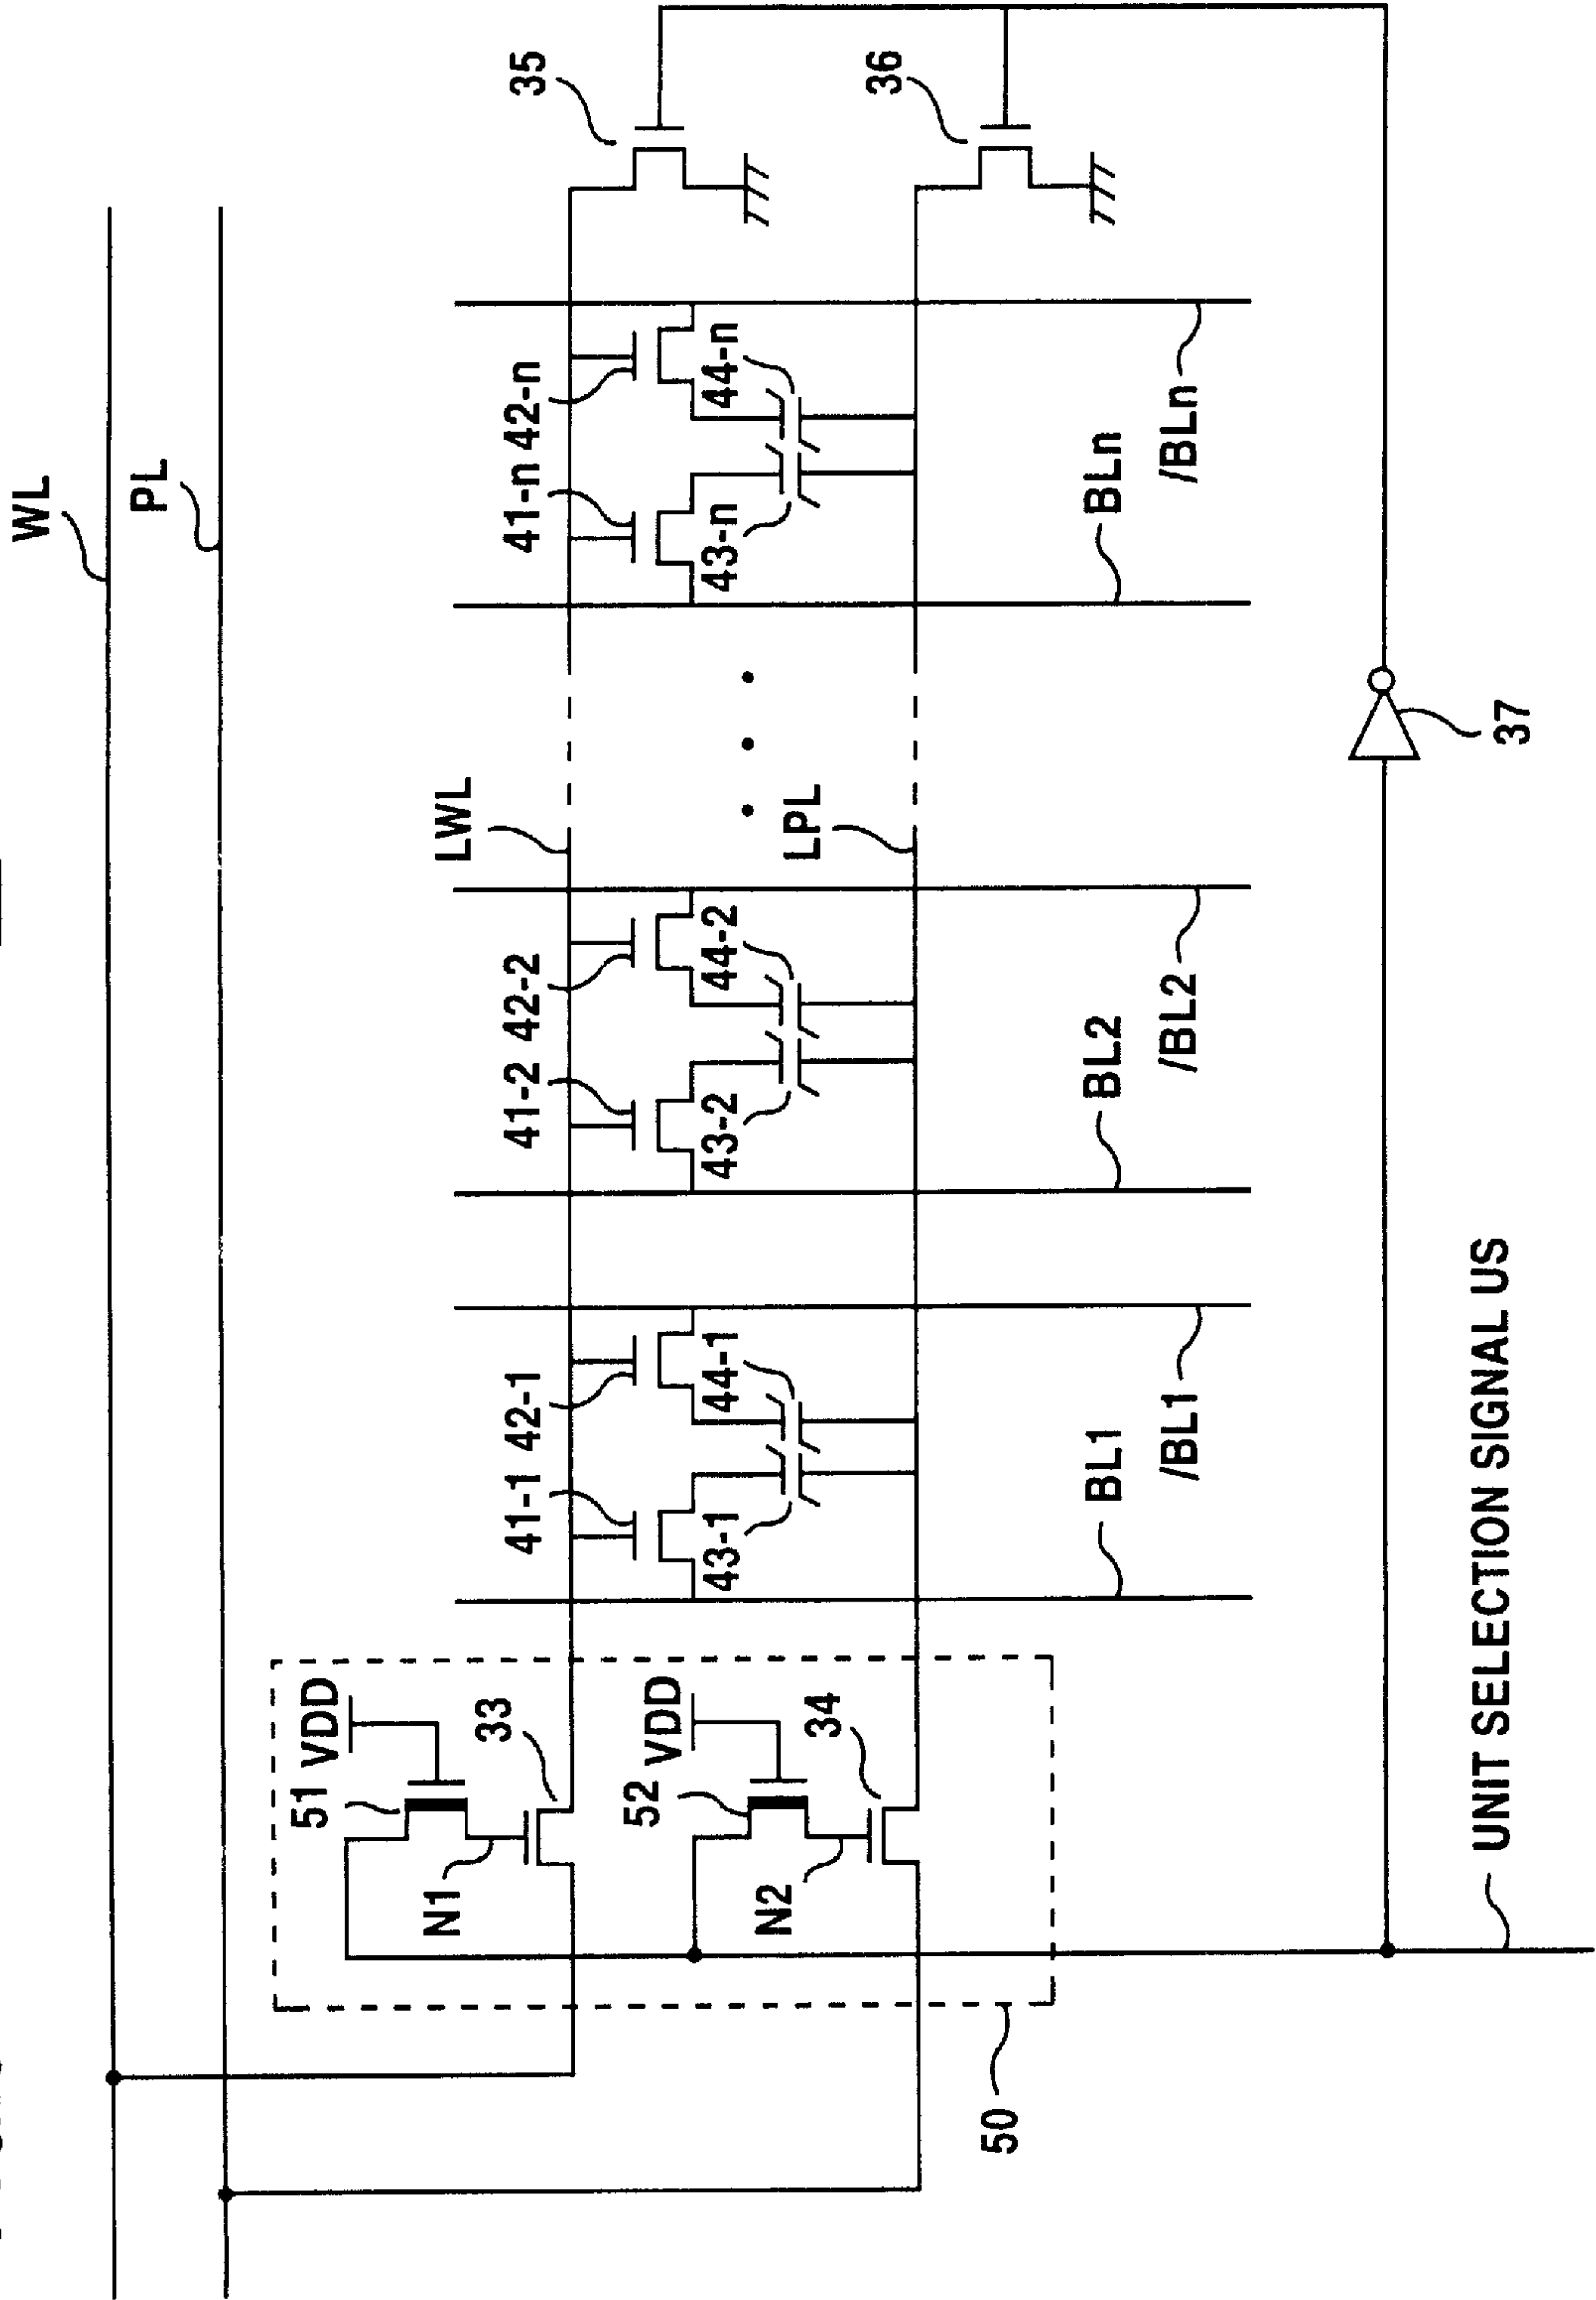 WL
PL
LWL
35
41-1
42-1
41-2
42-2
41-n
42-n
51
VDD
N1
33
43-1
44-1
43-2
44-2
43-n
44-n
52
VDD
N2
34
LPL
36
50
BL1
/BL1
BL2
/BL2
BLn
/BLn
37
UNIT SELECTION SIGNAL US